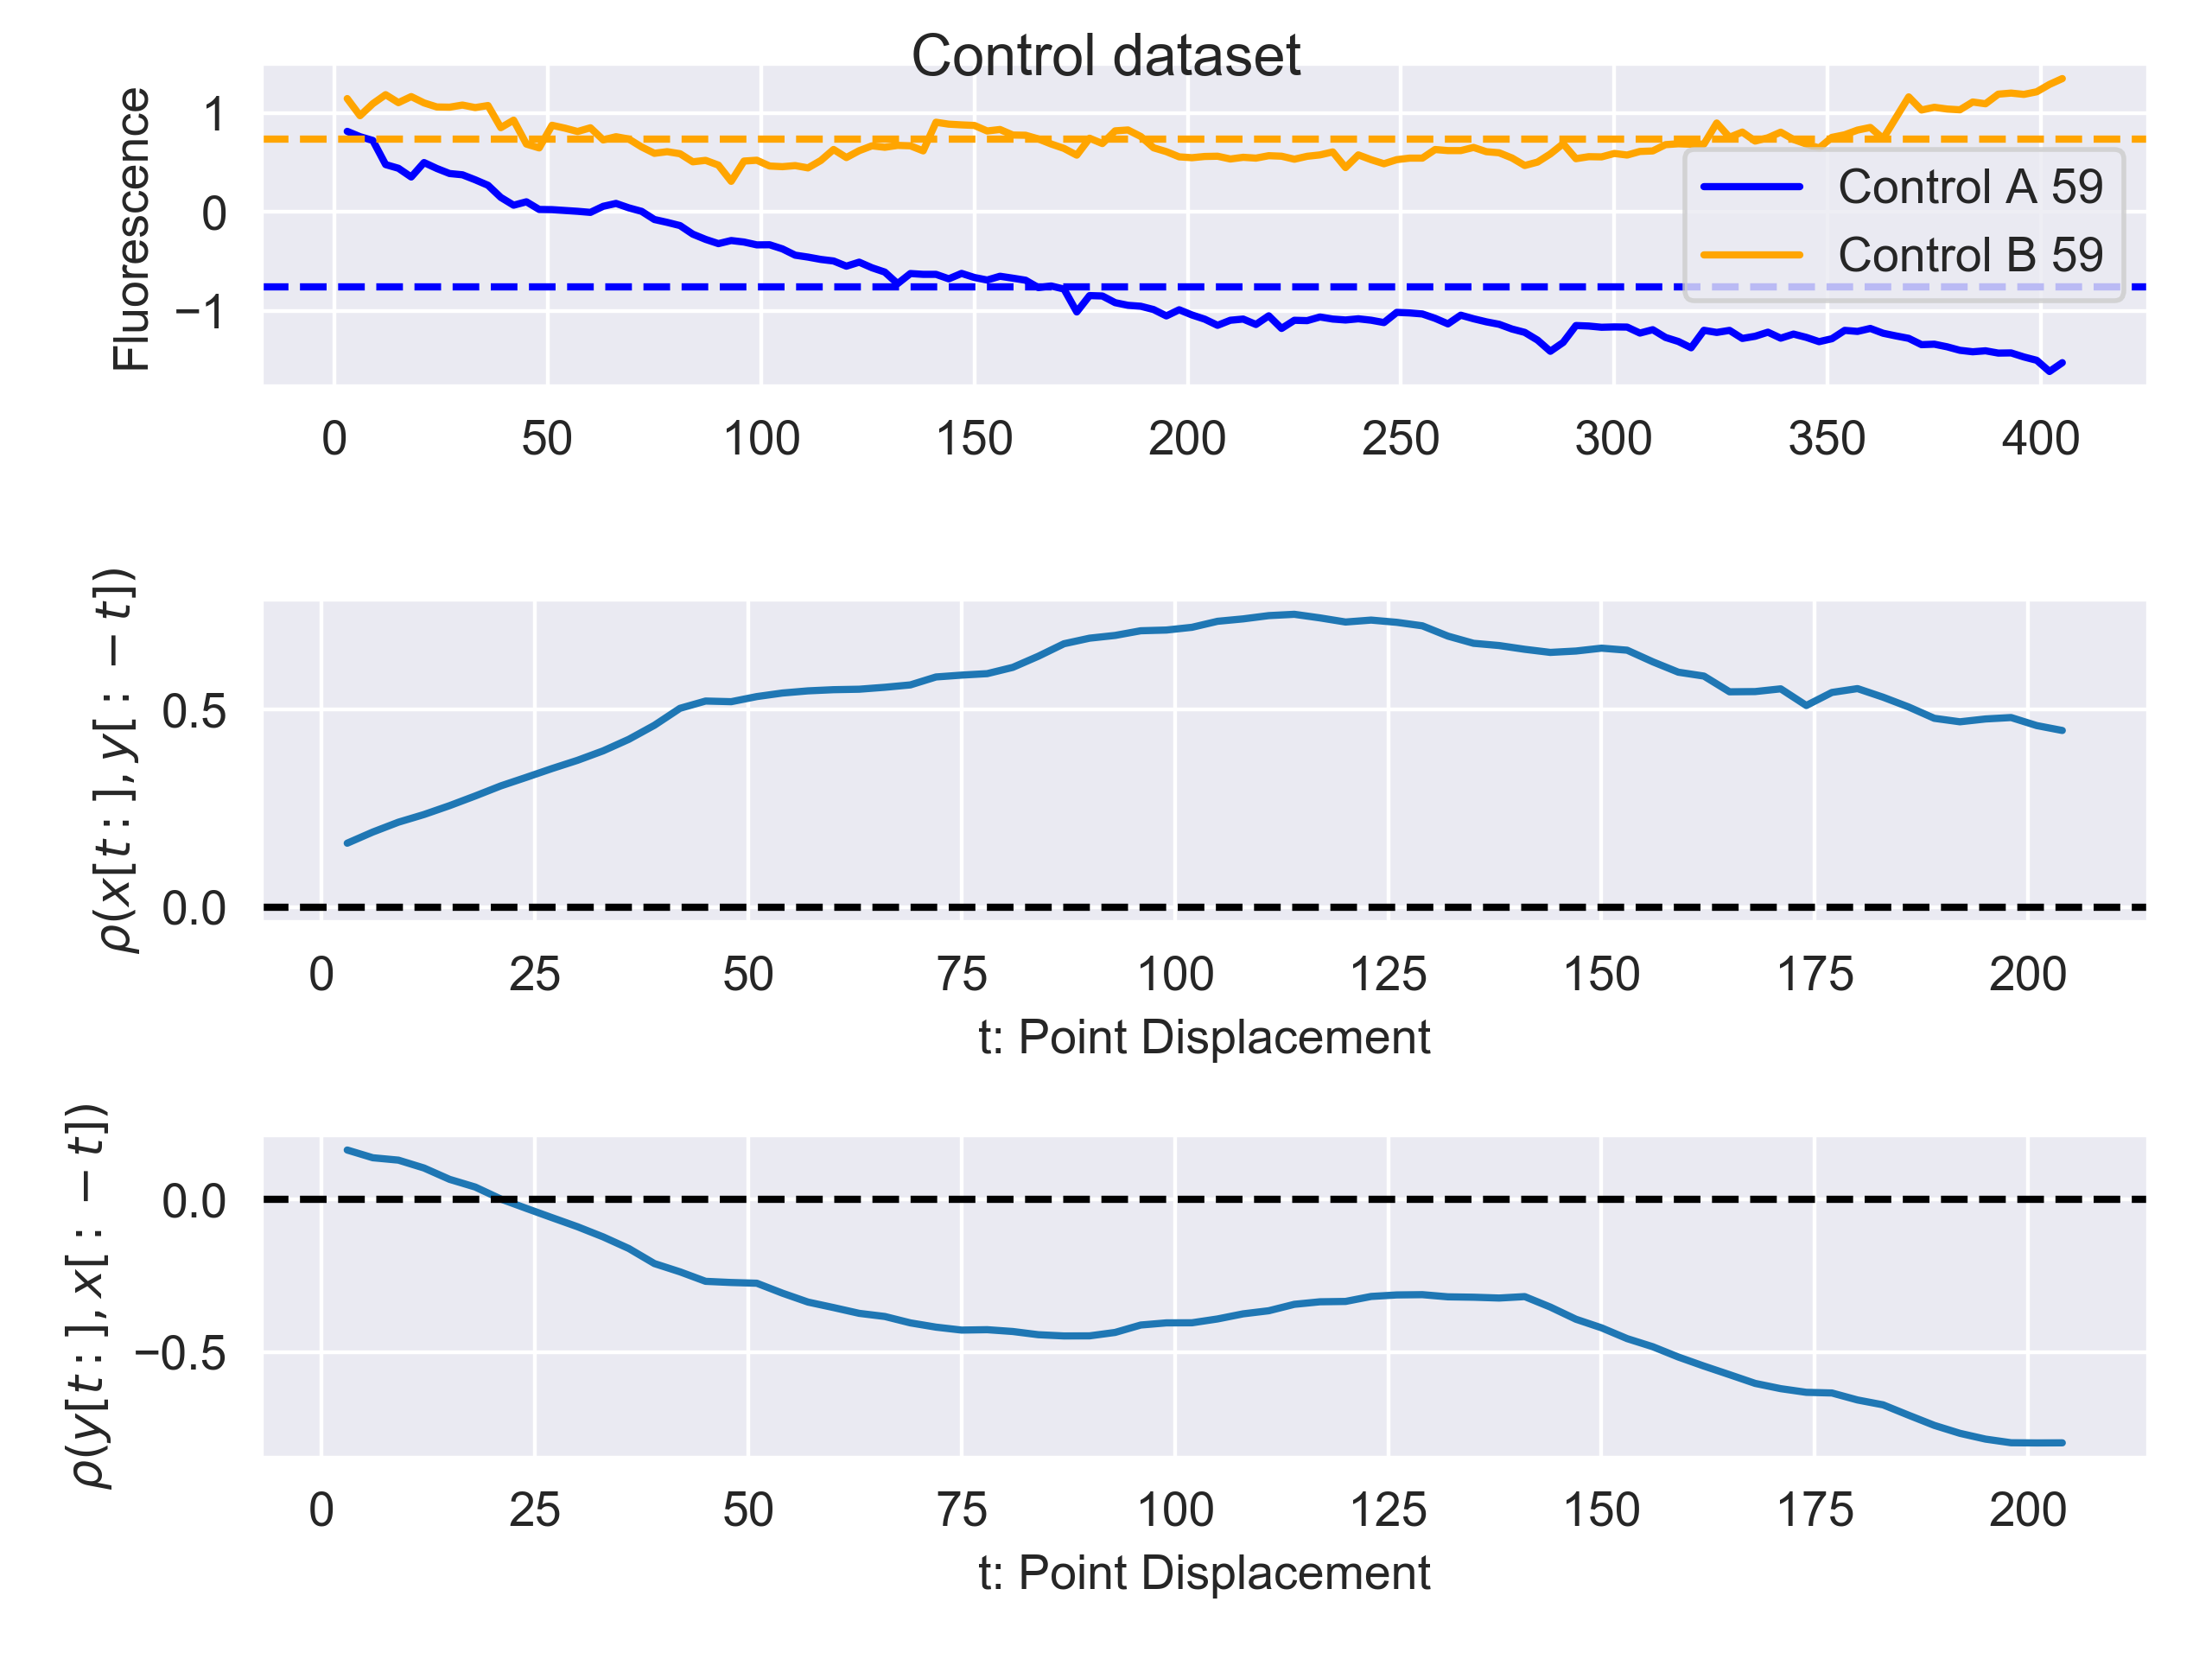 Control dataset
Fluorescence
1
0
−1
Control A 59
Control B 59
0 50 100 150 200 250 300 350 400
ρ(x[t:], y[: − t])
0.5
0.0
0 25 50 75 100 125 150 175 200
t: Point Displacement
ρ(y[t:], x[: − t])
0.0
−0.5
0 25 50 75 100 125 150 175 200
t: Point Displacement